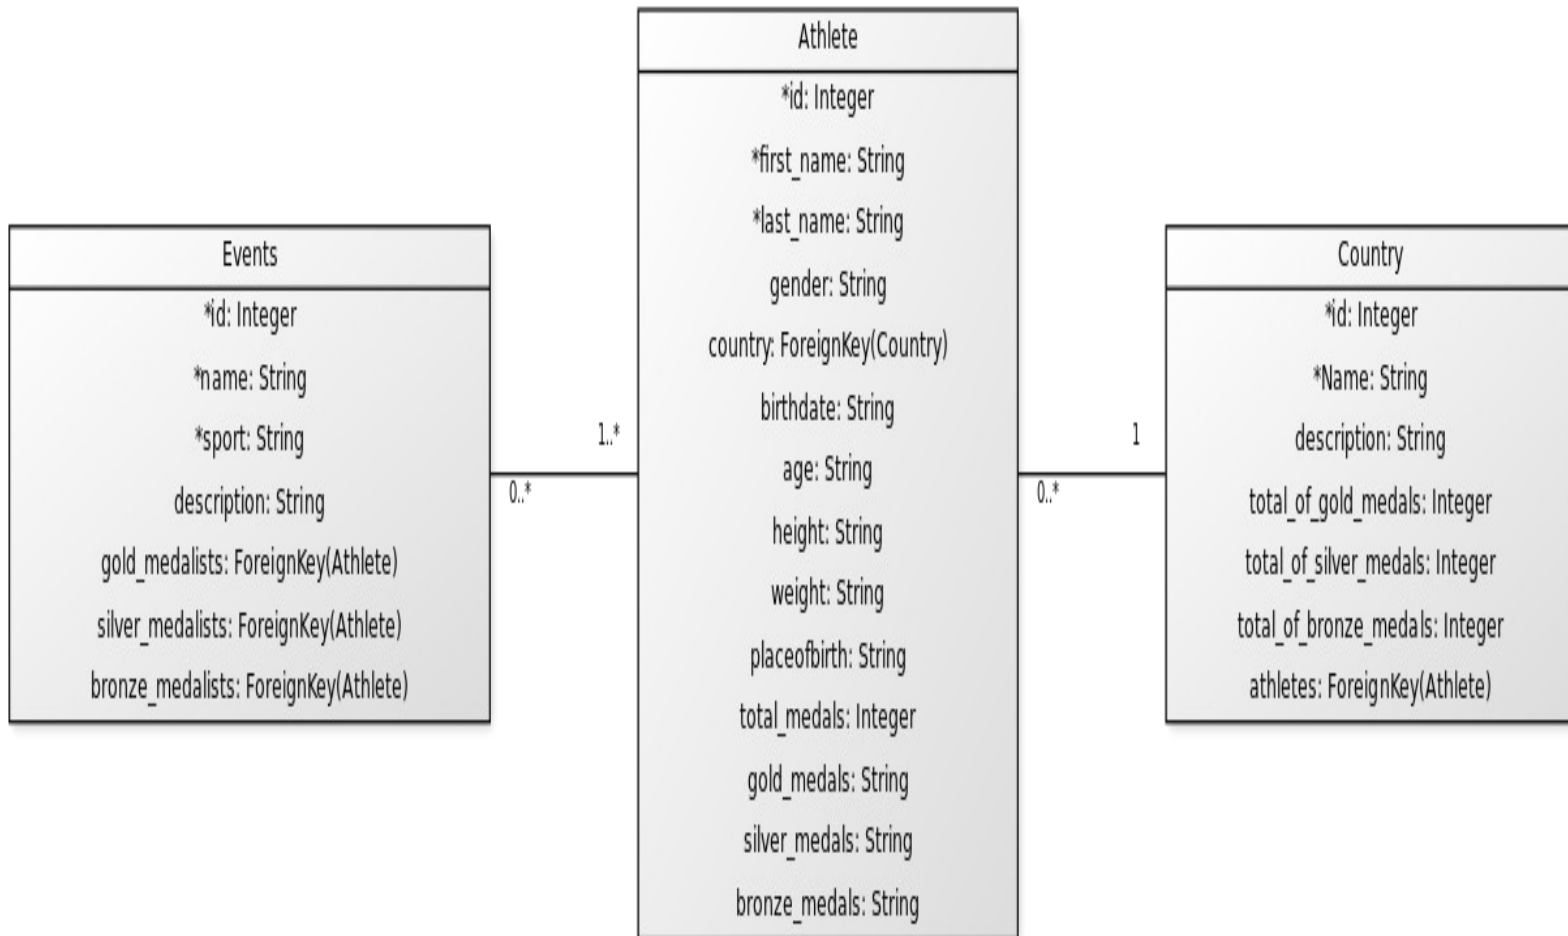 Events
*id: Integer
*name: String
*sport: String
description: String
gold_medalists: ForeignKey(Athlete)
silver_medalists: ForeignKey(Athlete)
bronze_medalists: ForeignKey(Athlete)
1..*
0..*
Athlete
*id: Integer
*first_name: String
*last_name: String
gender: String
country: ForeignKey(Country)
birthdate: String
age: String
height: String
weight: String
placeofbirth: String
total_medals: Integer
gold_medals: String
silver_medals: String
bronze_medals: String
1
0..*
Country
*id: Integer
*Name: String
description: String
total_of_gold_medals: Integer
total_of_silver_medals: Integer
total_of_bronze_medals: Integer
athletes: ForeignKey(Athlete)